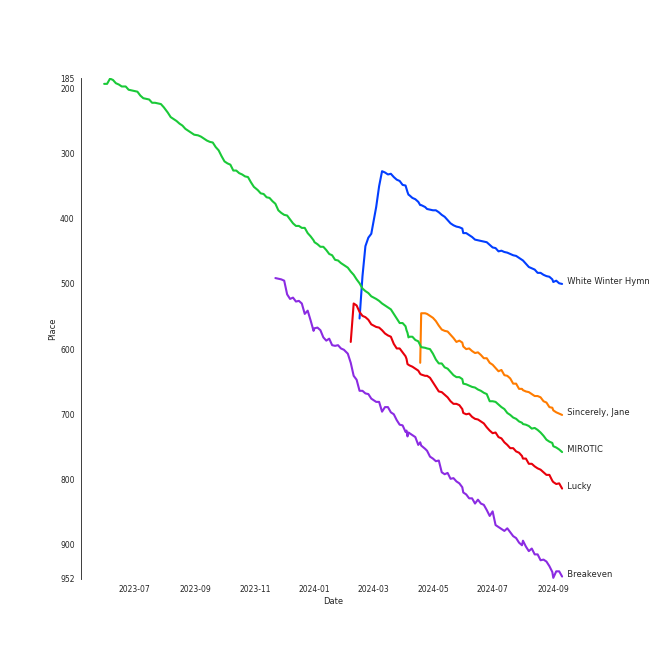 185
200
300
400
500
600
700
800
900
952
Place
White Winter Hymn
Sincerely, Jane
MIROTIC
Lucky
Breakeven
2023-07 2023-09 2023-11 2024-01 2024-03 2024-05 2024-07 2024-09
Date